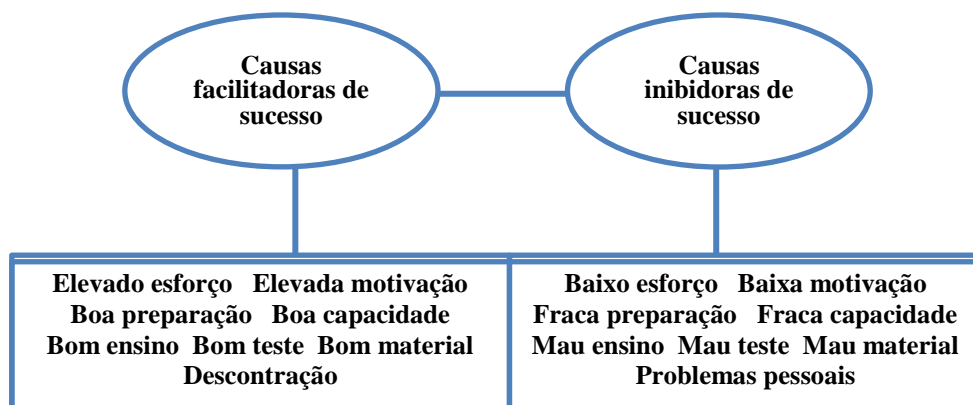 Causas
facilitadoras de
sucesso
Causas
inibidoras de
sucesso
Elevado esforço Elevada motivação
Boa preparação Boa capacidade
Bom ensino Bom teste Bom material
Descontração
Baixo esforço Baixa motivação
Fraca preparação Fraca capacidade
Mau ensino Mau teste Mau material
Problemas pessoais